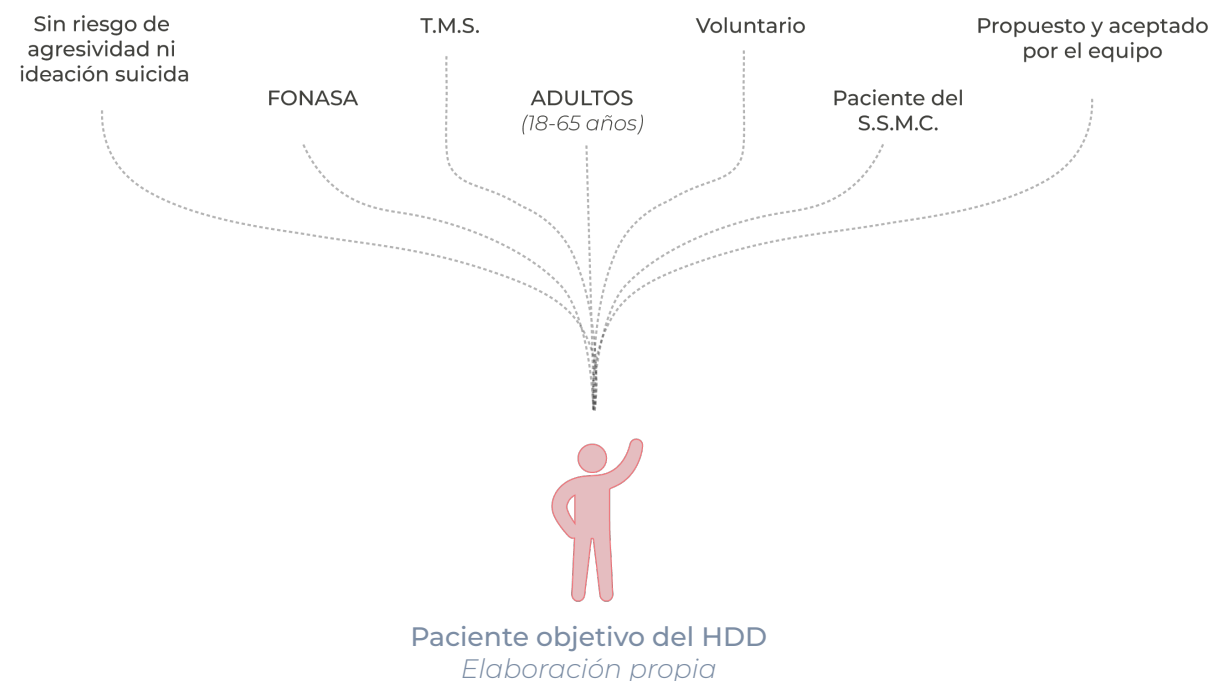 Sin riesgo de
agresividad ni
ideación suicida
T.M.S.
Voluntario
Propuesto y aceptado
por el equipo
FONASA
ADULTOS
(18-65 años)
Paciente del
S.S.M.C.
Paciente objetivo del HDD
Elaboración propia